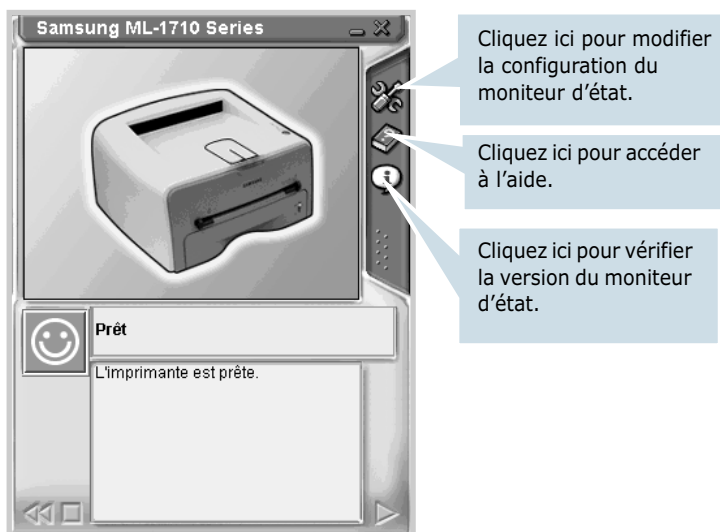 Samsung ML-1710 Series
Cliquez ici pour modifier
la configuration du
moniteur d'état.
Cliquez ici pour accéder
à l'aide.
Cliquez ici pour vérifier
la version du moniteur
d'état.
Prêt
L'imprimante est prête.